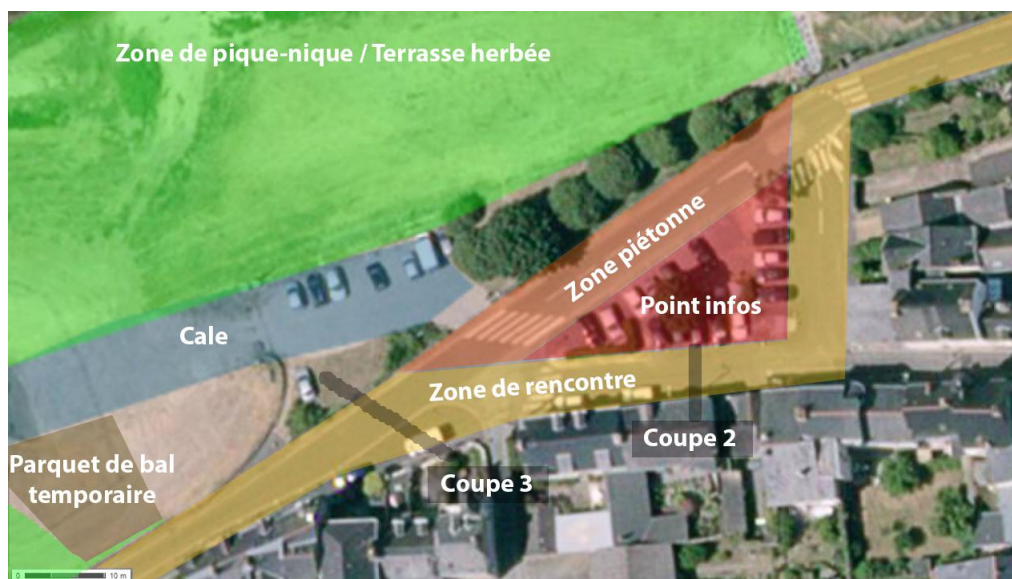 Zone de pique-nique / Terrasse herbée
Zone piétonne
Point infos
Cale
Zone de rencontre
Coupe 2
Parquet de bal
temporaire
Coupe 3
0 10 m